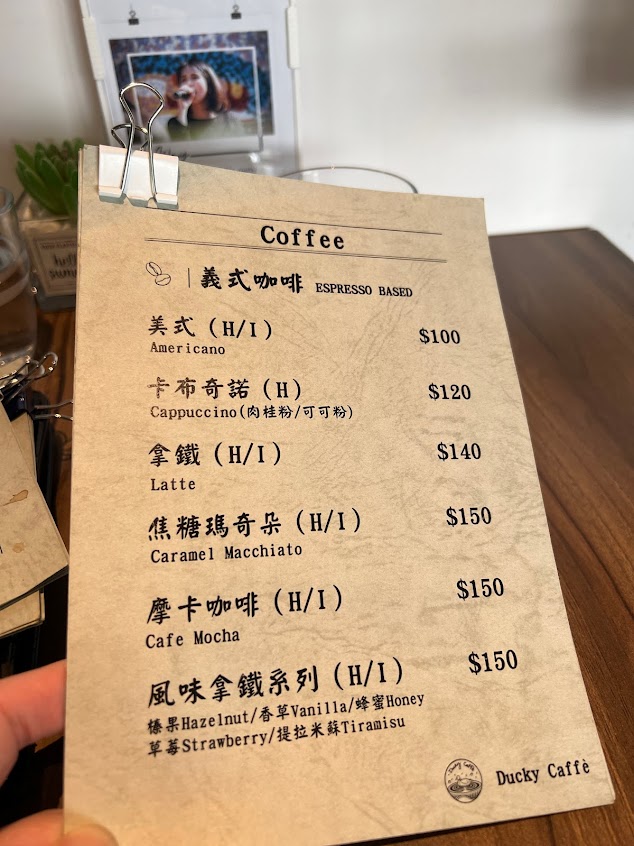 Coffee
義式咖啡 ESPRESSO BASED
美式(H/I) $100
Americano
卡布奇諾(H) $120
Cappuccino(肉桂粉/可可粉)
拿鐵(H/I) $140
Latte
焦糖瑪奇朵(H/I) $150
Caramel Macchiato
摩卡咖啡(H/I) $150
Cafe Mocha
風味拿鐵系列(H/I) $150
榛果Hazelnut/香草Vanilla/蜂蜜Honey
草莓Strawberry/提拉米蘇Tiramisu
Ducky Caffè
Ducky Caffè